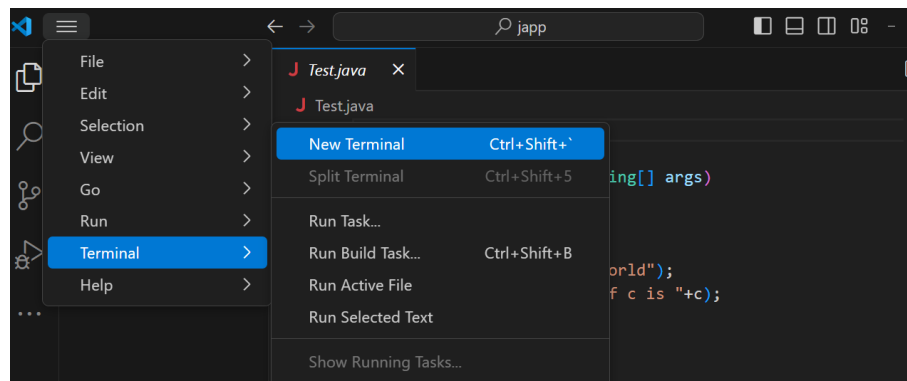 japp
File
Edit
Selection
View
Go
Run
Terminal
Help
J Test.java
J Test.java
New Terminal Ctrl+Shift+`
Split Terminal Ctrl+Shift+5
Run Task...
Run Build Task... Ctrl+Shift+B
Run Active File
Run Selected Text
Show Running Tasks...
ing[] args)
orld");
f c is "+c);